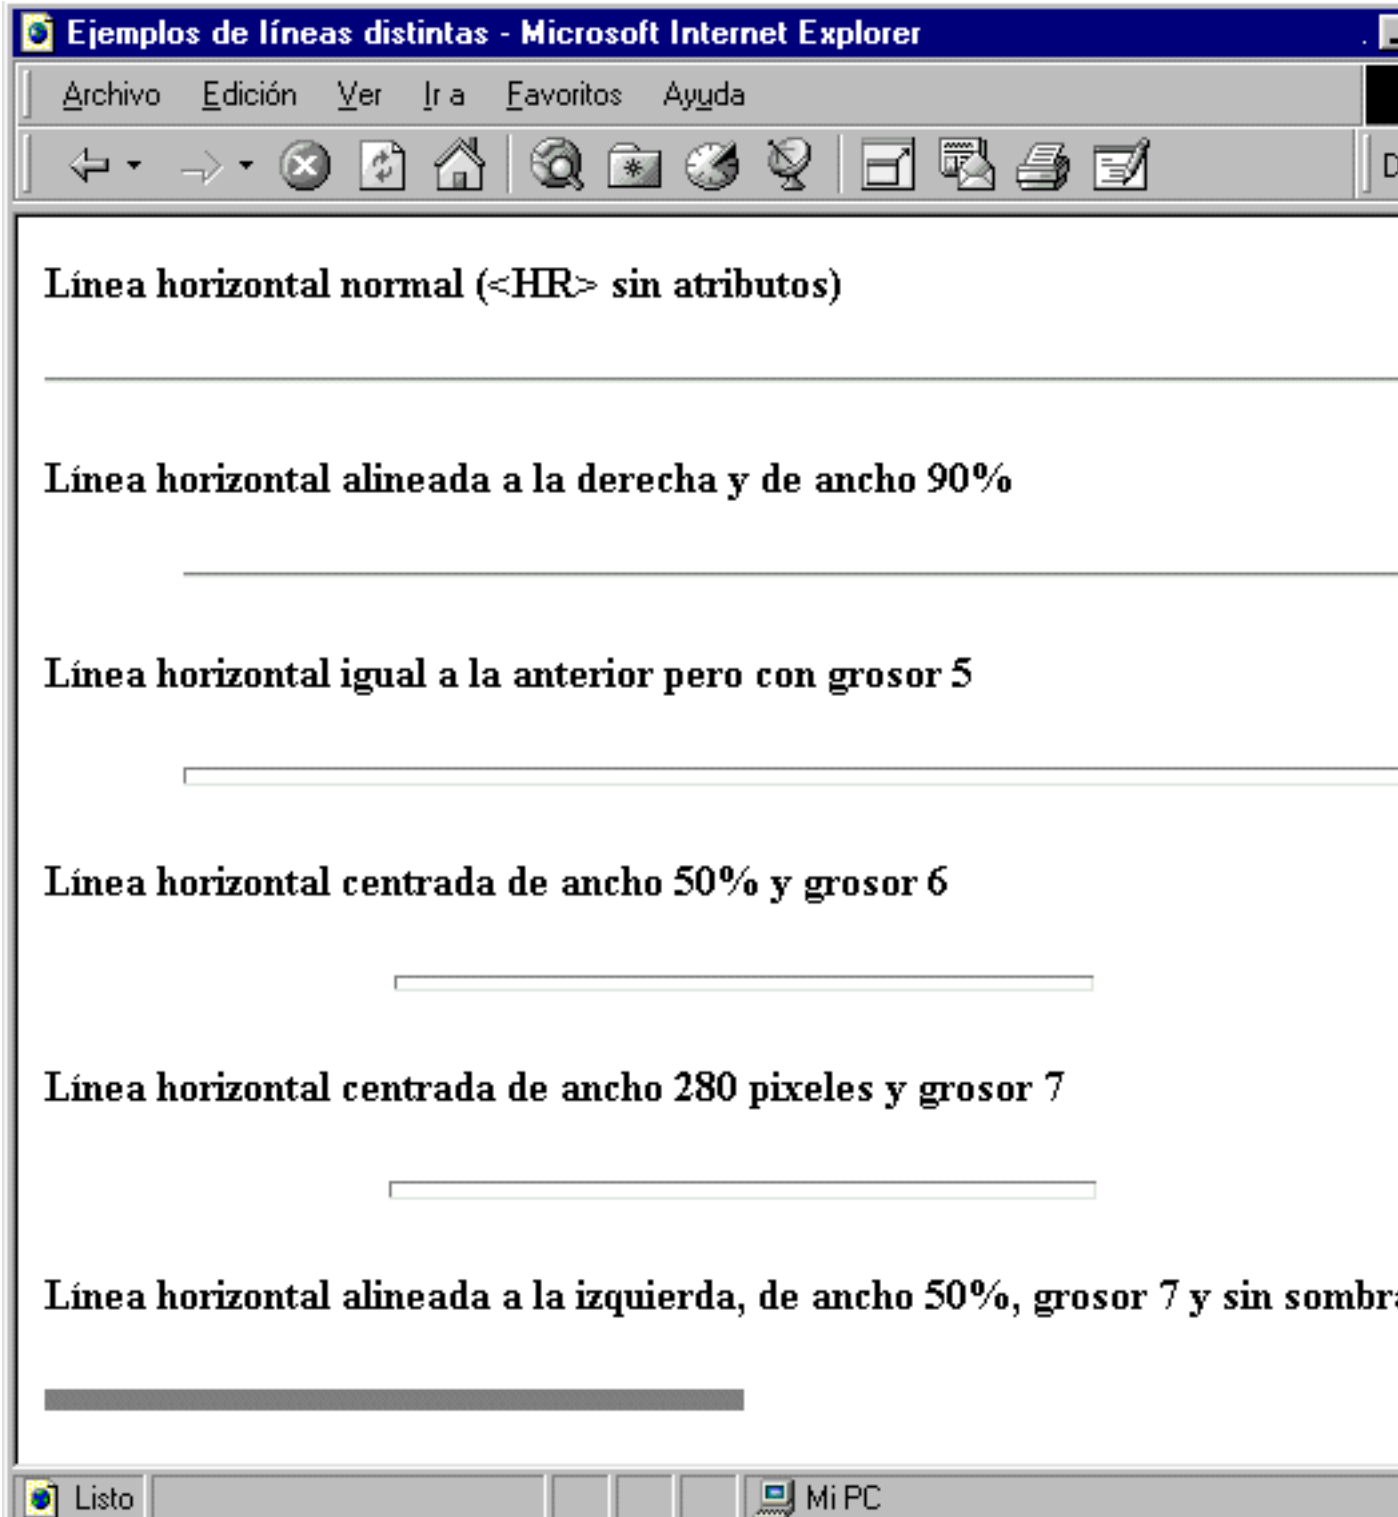 Ejemplos de líneas distintas - Microsoft Internet Explorer
Archivo Edición Ver Ir a Favoritos Ayuda
Línea horizontal normal (<HR> sin atributos)
Línea horizontal alineada a la derecha y de ancho 90%
Línea horizontal igual a la anterior pero con grosor 5
Línea horizontal centrada de ancho 50% y grosor 6
Línea horizontal centrada de ancho 280 pixeles y grosor 7
Línea horizontal alineada a la izquierda, de ancho 50%, grosor 7 y sin sombra
Listo Mi PC